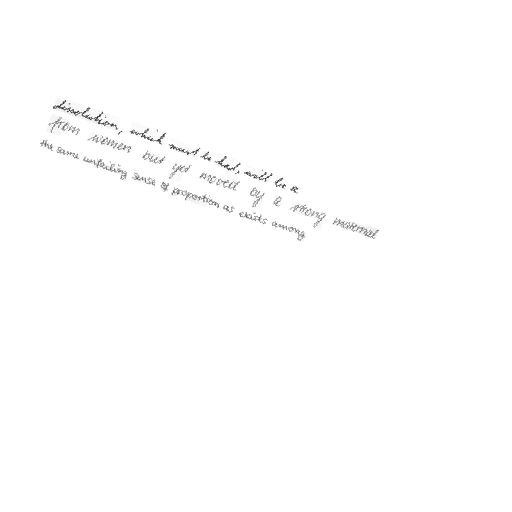 dissolution, which must be had, will be a
from women but yet moved by a strong maternal
the same unfailing sense of proportion as exists among